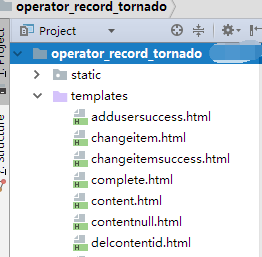 operator_record_tornado
Project
operator_record_tornado
static
templates
addusersuccess.html
changeitem.html
changeitemsuccess.html
complete.html
content.html
contentnull.html
delcontentid.html
1: Project
Structure